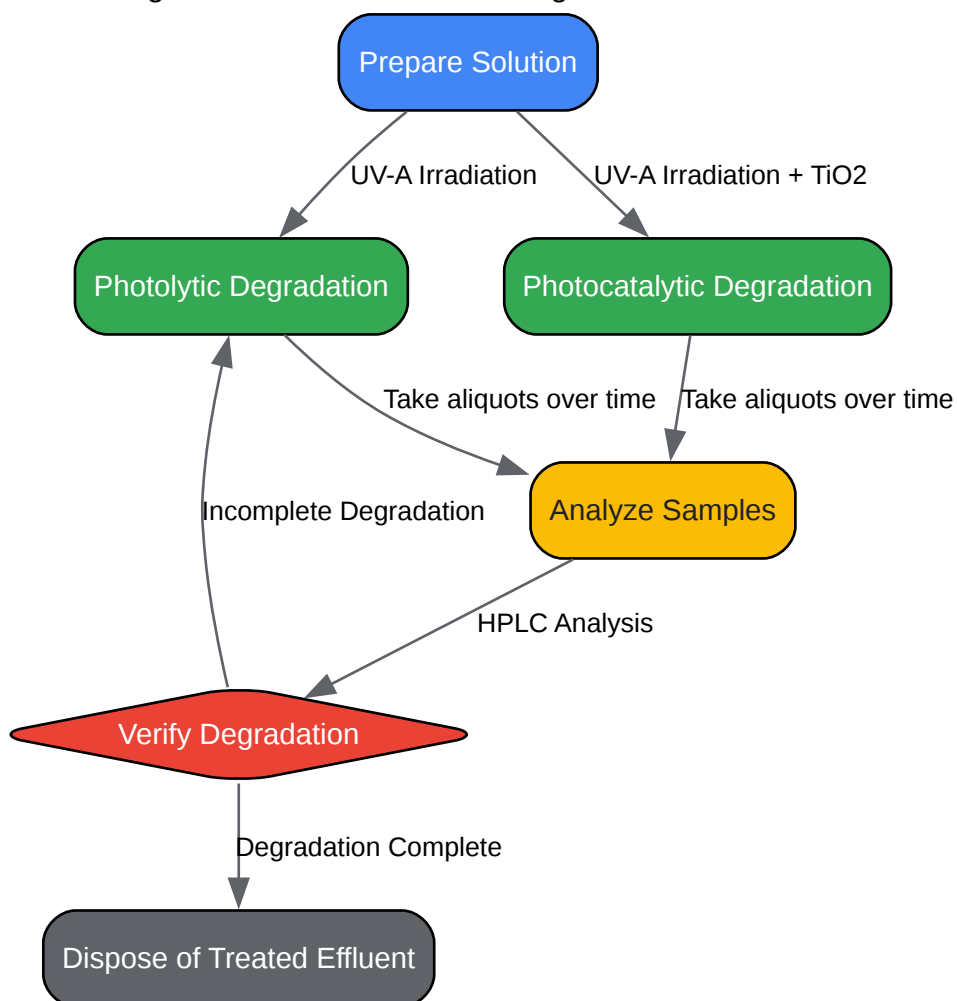 Prepare Solution
UV-A Irradiation
UV-A Irradiation + TiO2
Photolytic Degradation
Photocatalytic Degradation
Take aliquots over time
Take aliquots over time
Analyze Samples
Incomplete Degradation
HPLC Analysis
Verify Degradation
Degradation Complete
Dispose of Treated Effluent